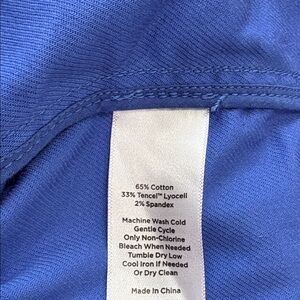 65% Cotton
33% Tencel™ Lyocell
2% Spandex
Machine Wash Cold
Gentle Cycle
Only Non-Chlorine
Bleach When Needed
Tumble Dry Low
Cool Iron If Needed
Or Dry Clean
Made In China